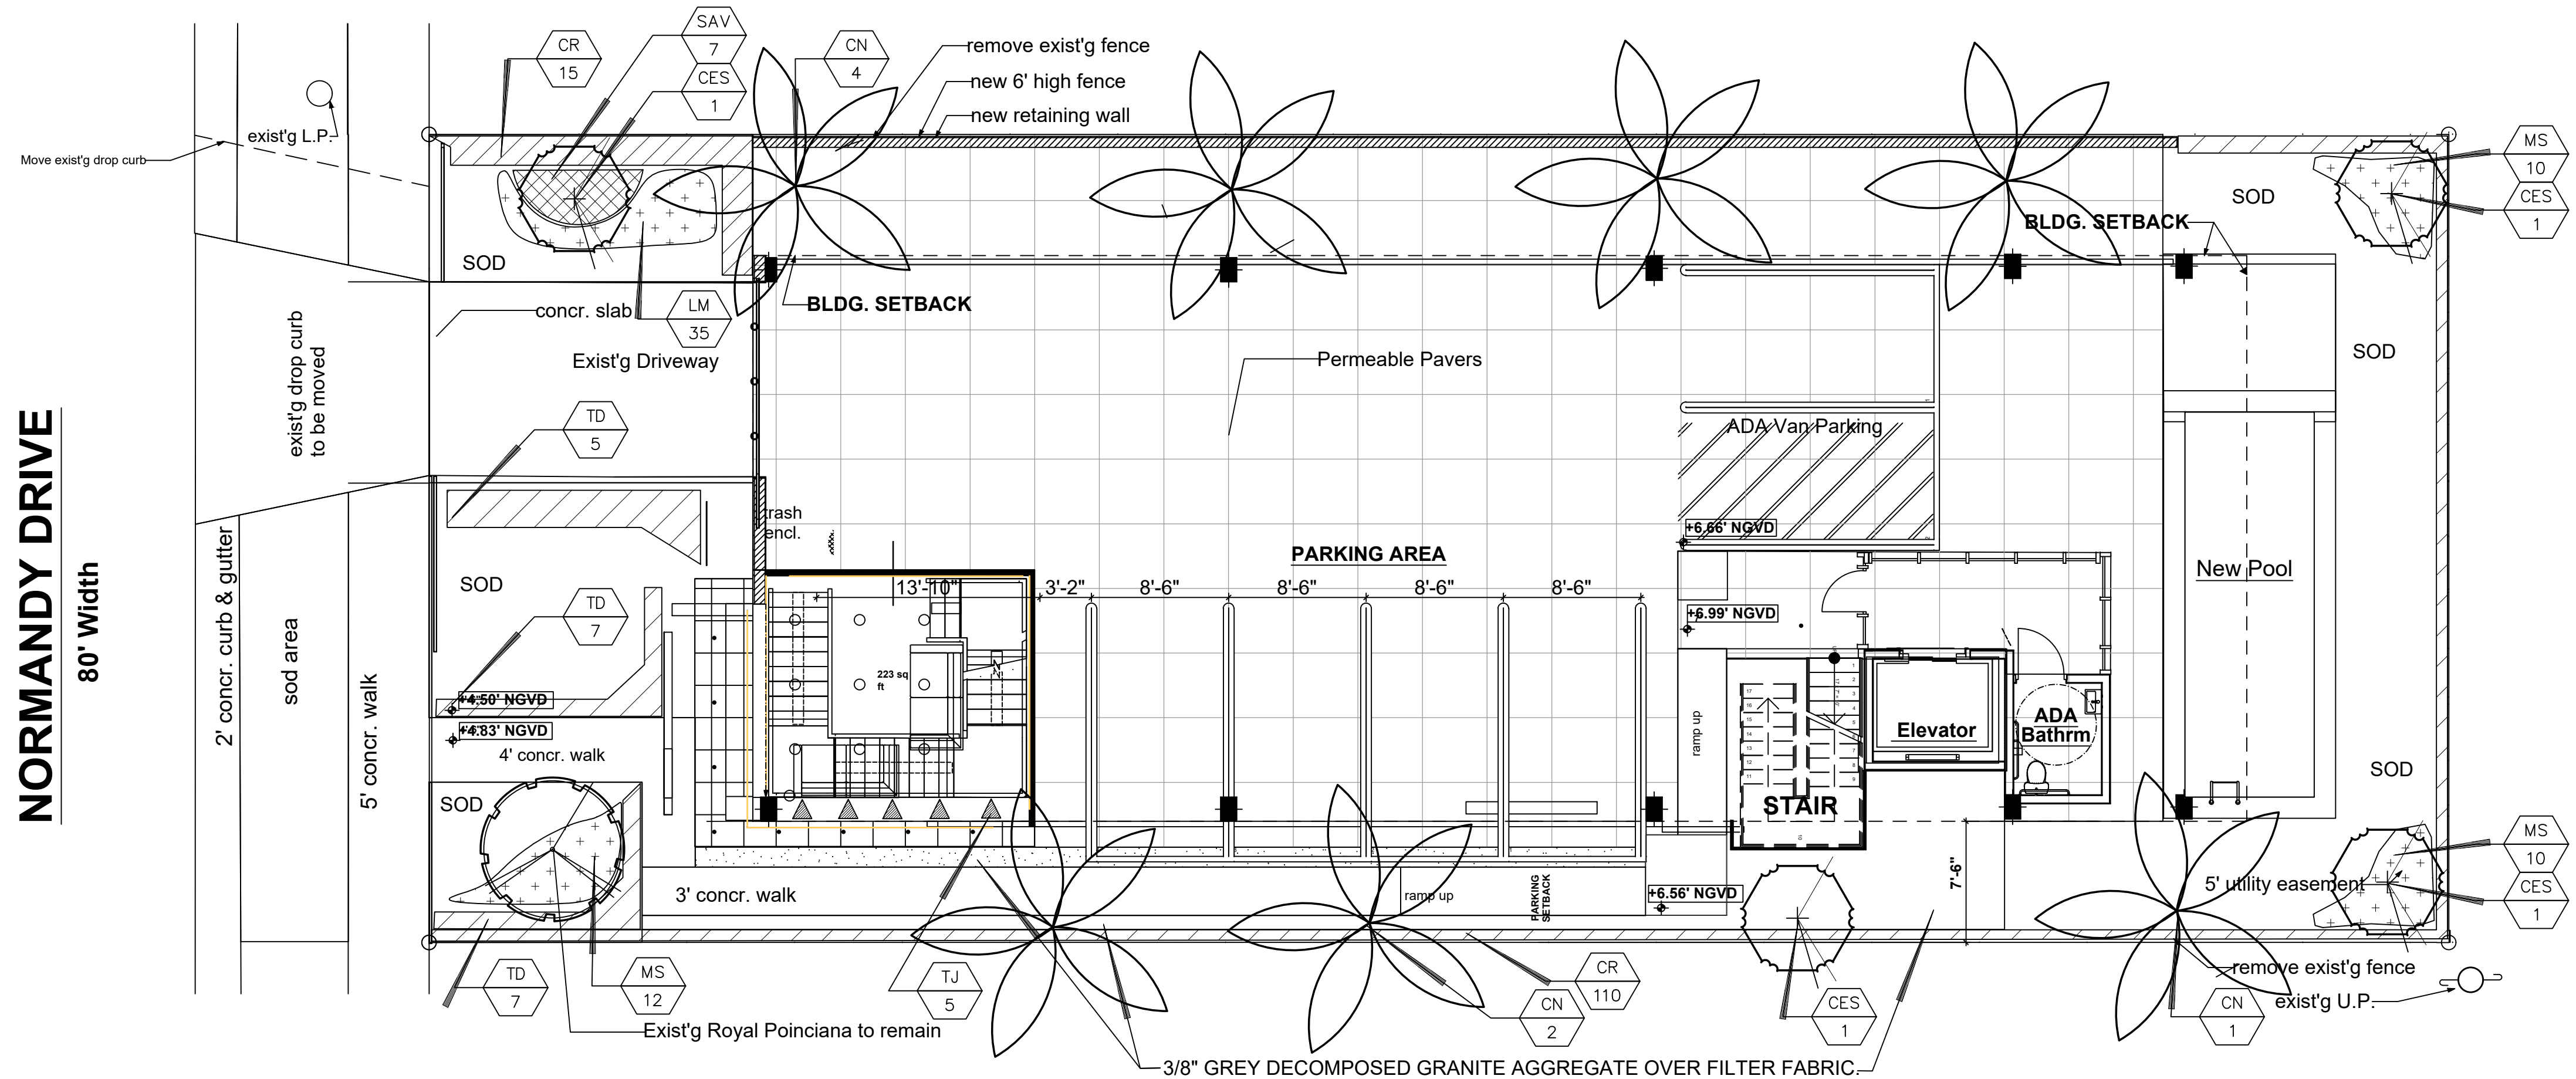 SAV
7
CES
1
CR
15
CN
4
remove exist'g fence
new 6' high fence
new retaining wall
exist'g L.P.
Move exist'g drop curb
MS
10
CES
1
SOD
BLDG. SETBACK
SOD
concr. slab
BLDG. SETBACK
LM
35
Exist'g Driveway
Permeable Pavers
SOD
exist'g drop curb
to be moved
TD
5
ADA Van Parking
NORMANDY DRIVE
80' Width
trash
encl.
+6.66' NGVD
PARKING AREA
New Pool
13'-10"
3'-2"
8'-6"
8'-6"
8'-6"
8'-6"
SOD
TD
7
+6.99' NGVD
2' concr. curb & gutter
sod area
5' concr. walk
223 sq
ft
+4.50' NGVD
+4.83' NGVD
4' concr. walk
ramp up
Elevator
ADA
Bathrm
SOD
SOD
STAIR
MS
10
CES
1
7'-6"
3' concr. walk
ramp up
PARKING
SETBACK
+6.56' NGVD
5' utility easement
TD
7
MS
12
TJ
5
CR
110
CN
2
CES
1
remove exist'g fence
CN
1
exist'g U.P.
Exist'g Royal Poinciana to remain
3/8" GREY DECOMPOSED GRANITE AGGREGATE OVER FILTER FABRIC.